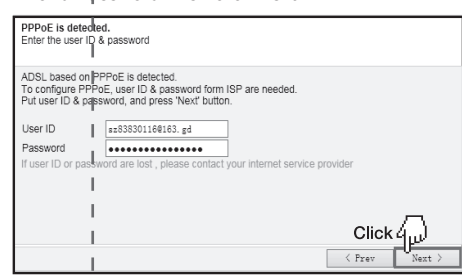 PPPoE is detected.
Enter the user ID & password
ADSL based on PPPoE is detected.
To configure PPPoE, user ID & password form ISP are needed.
Put user ID & password, and press 'Next' button.
User ID
sz83830116@163.gd
Password
••••••••••••••••
If user ID or password are lost , please contact your internet service provider
Click
< Prev
Next >